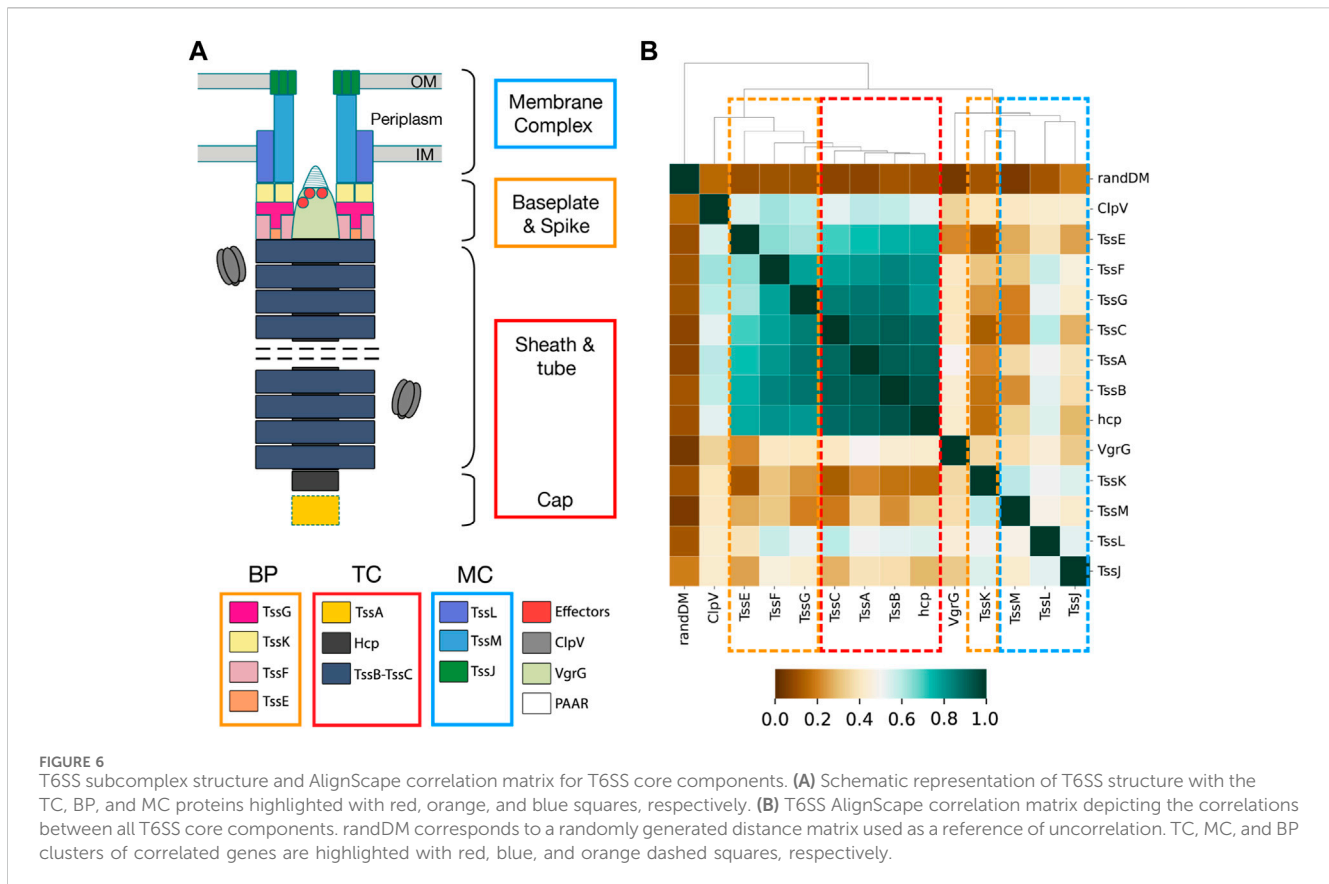 A
OM
Periplasm
IM
Membrane
Complex
Baseplate
& Spike
Sheath &
tube
Cap
BP
TC
MC
TssG
TssK
TssF
TssE
TssA
Hcp
TssB-TssC
TssL
TssM
TssJ
Effectors
ClpV
VgrG
PAAR
B
randDM
ClpV
TssE
TssF
TssG
TssC
TssA
TssB
hcp
VgrG
TssK
TssM
TssL
TssJ
randDM
ClpV
TssE
TssF
TssG
TssC
TssA
TssB
hcp
VgrG
TssK
TssM
TssL
TssJ
0.0 0.2 0.4 0.6 0.8 1.0
FIGURE 6
T6SS subcomplex structure and AlignScape correlation matrix for T6SS core components. (A) Schematic representation of T6SS structure with the
TC, BP, and MC proteins highlighted with red, orange, and blue squares, respectively. (B) T6SS AlignScape correlation matrix depicting the correlations
between all T6SS core components. randDM corresponds to a randomly generated distance matrix used as a reference of uncorrelation. TC, MC, and BP
clusters of correlated genes are highlighted with red, blue, and orange dashed squares, respectively.